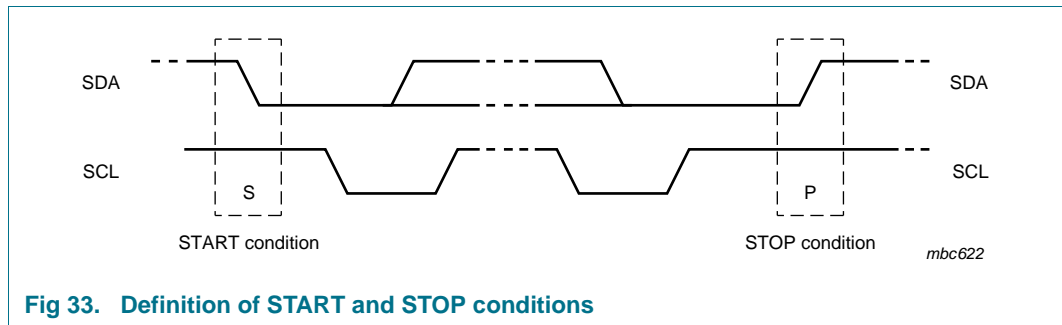 SDA SDA
SCL SCL
S P
START condition STOP condition
mbc622
Fig 33. Definition of START and STOP conditions